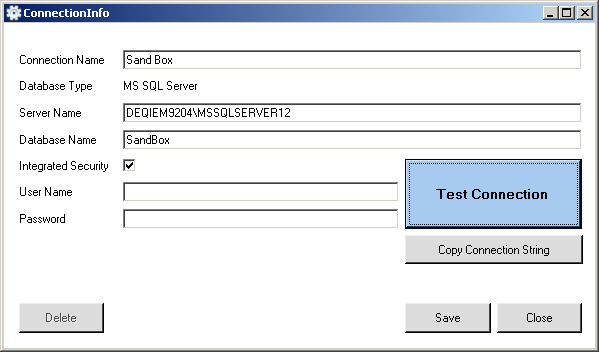 ConnectionInfo
Connection Name Sand Box
Database Type MS SQL Server
Server Name DEQIEM9204\MSSQLSERVER12
Database Name SandBox
Integrated Security
User Name
Test Connection
Password
Copy Connection String
Delete Save Close